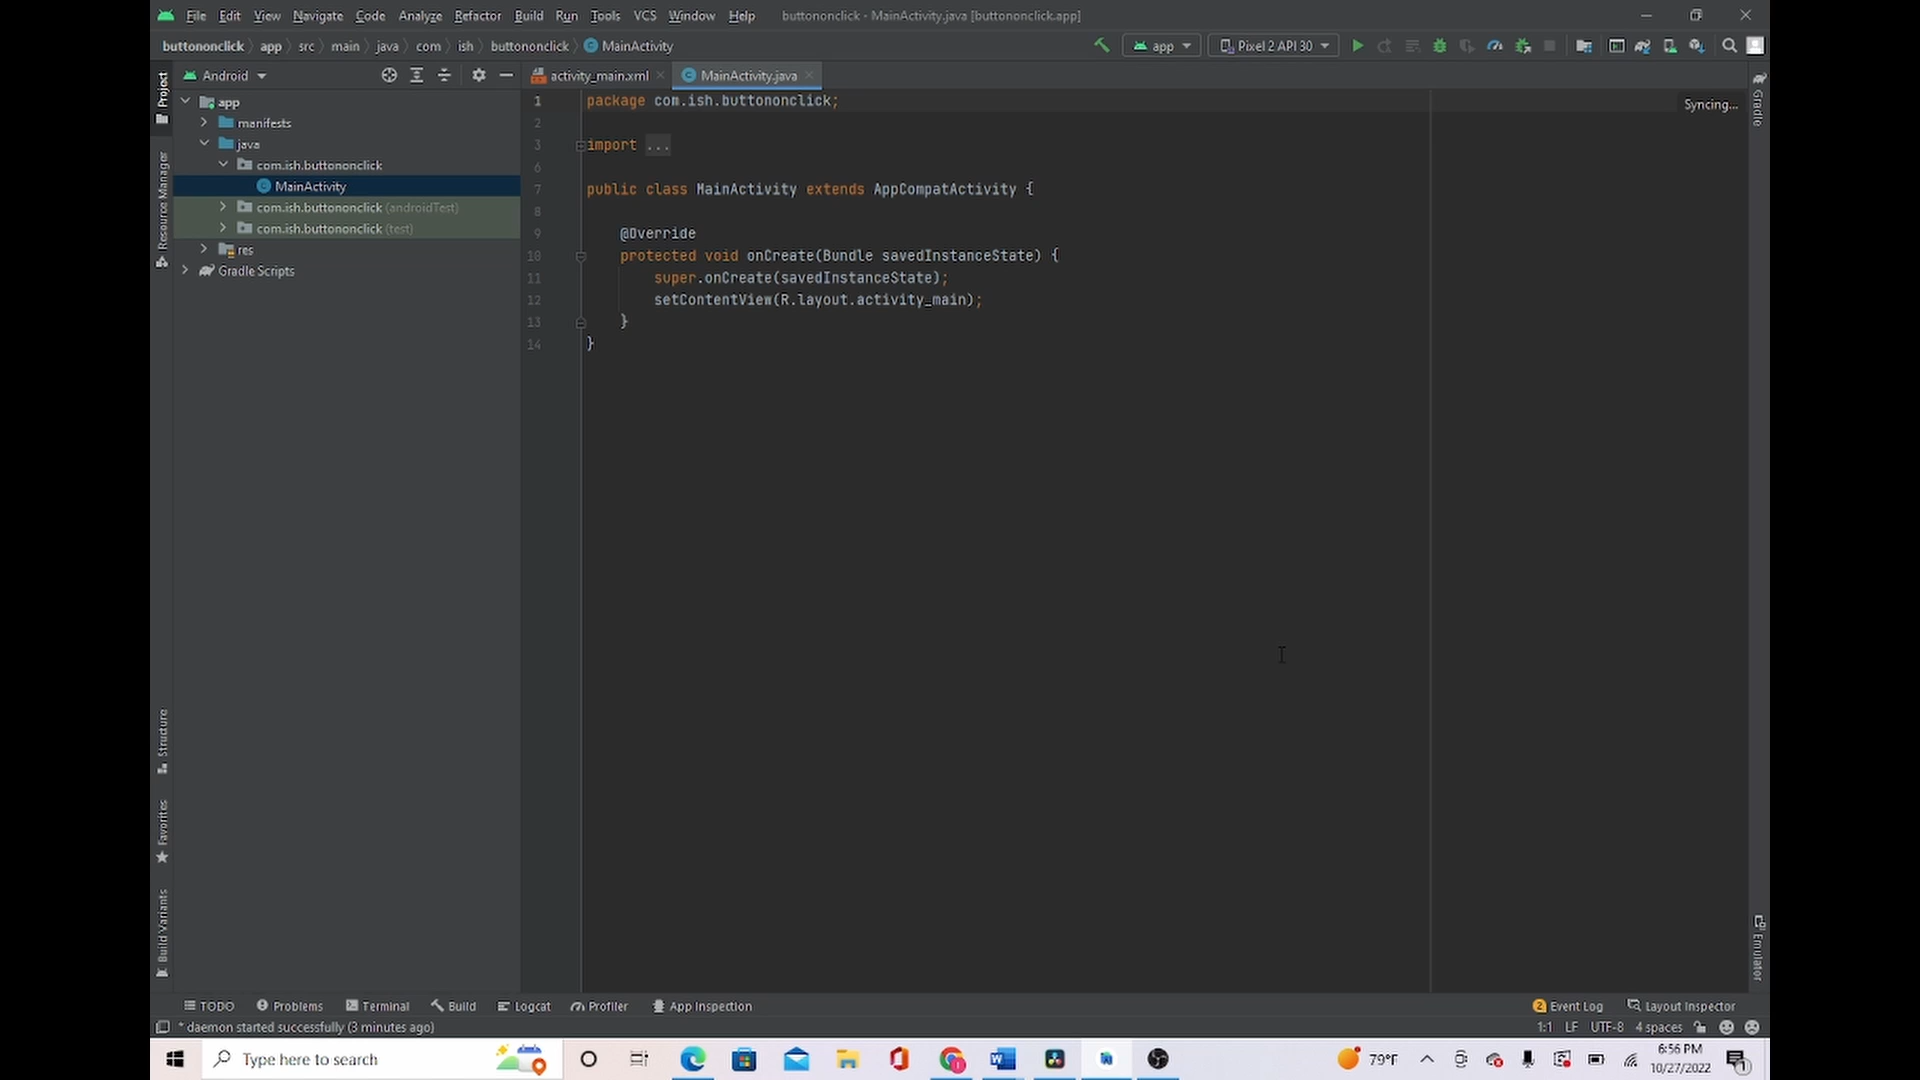 File Edit View Navigate Code Analyze Refactor Build Run Tools VCS Window Help buttononclick - MainActivity.java [buttononclick.app]
buttononclick app src main java com ish buttononclick MainActivity app Pixel 2 API 30
Project
Android
activity_main.xml
MainActivity.java
Gradle
app
manifests
java
com.ish.buttononclick
MainActivity
com.ish.buttononclick (androidTest)
com.ish.buttononclick (test)
res
Gradle Scripts
Resource Manager
Structure
Favorites
Build Variants
1 package com.ish.buttononclick;
2
3 import ...
6
7 public class MainActivity extends AppCompatActivity {
8
9 @Override
10 protected void onCreate(Bundle savedInstanceState) {
11 super.onCreate(savedInstanceState);
12 setContentView(R.layout.activity_main);
13 }
14 }
Syncing...
Emulator
TODO Problems Terminal Build Logcat Profiler App Inspection 2 Event Log Layout Inspector
* daemon started successfully (3 minutes ago) 1:1 LF UTF-8 4 spaces
Type here to search 79°F 6:56 PM
10/27/2022 1